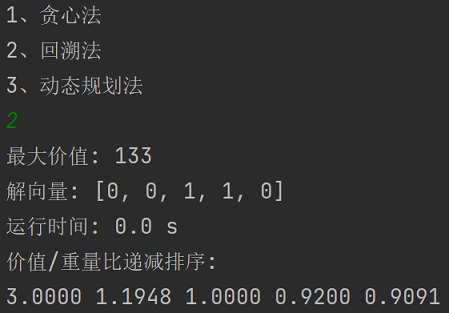 1、贪心法
2、回溯法
3、动态规划法
2
最大价值: 133
解向量: [0, 0, 1, 1, 0]
运行时间: 0.0 s
价值/重量比递减排序:
3.0000 1.1948 1.0000 0.9200 0.9091